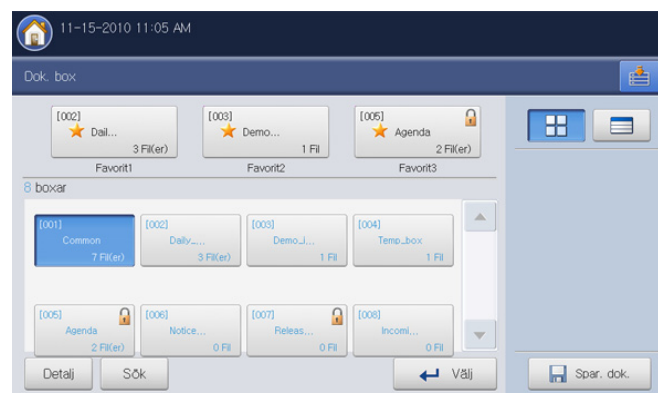 11-15-2010 11:05 AM
Dok. box
[002]
Dail...
3 Fil(er)
Favorit1
[003]
Demo...
1 Fil
Favorit2
[005]
Agenda
2 Fil(er)
Favorit3
8 boxar
[001]
Common
7 Fil(er)
[002]
Daily_...
3 Fil(er)
[003]
Demo_i...
1 Fil
[004]
Temp_box
1 Fil
[005]
Agenda
2 Fil(er)
[006]
Notice...
0 Fil
[007]
Releas...
0 Fil
[008]
Incomi...
0 Fil
Detalj
Sök
Välj
Spar. dok.